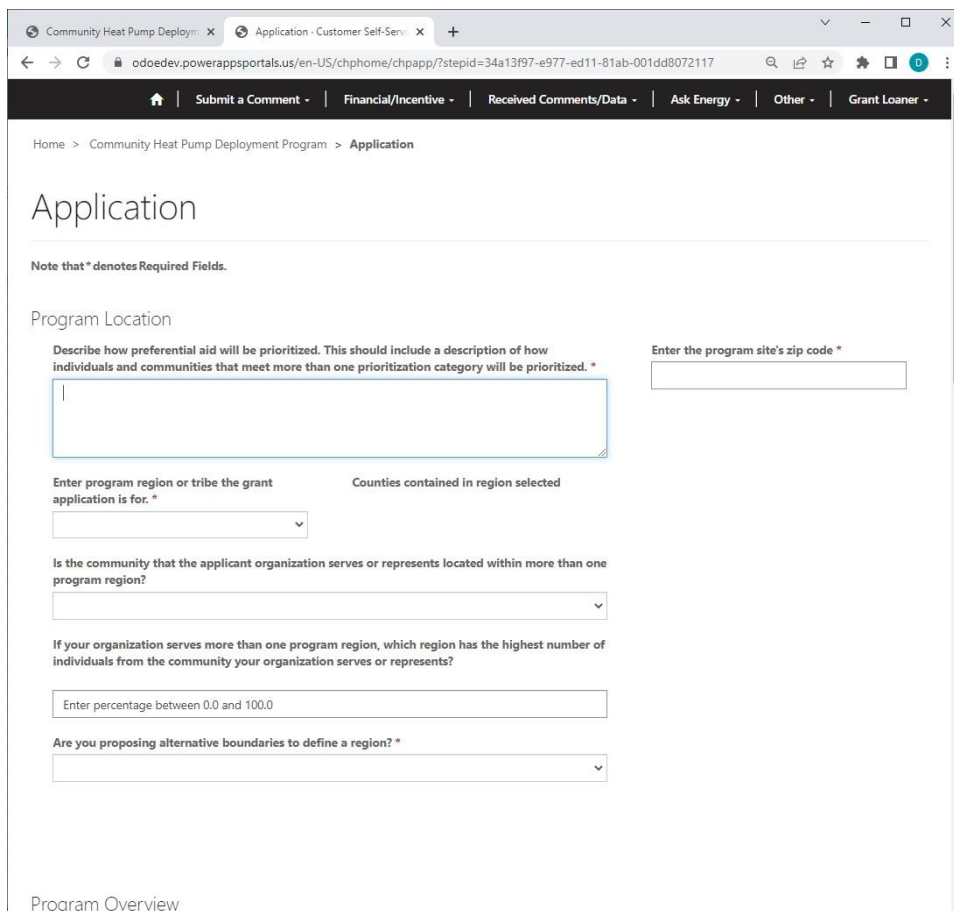 Community Heat Pump Deploym
Application · Customer Self-Serv
odoedev.powerappsportals.us/en-US/chphome/chpapp/?stepid=34a13f97-e977-ed11-81ab-001dd8072117
D
Submit a Comment
Financial/Incentive
Received Comments/Data
Ask Energy
Other
Grant Loaner
Home > Community Heat Pump Deployment Program > Application
Application
Note that * denotes Required Fields.
Program Location
Describe how preferential aid will be prioritized. This should include a description of how
individuals and communities that meet more than one prioritization category will be prioritized. *
Enter the program site's zip code *
Enter program region or tribe the grant
application is for. *
Counties contained in region selected
Is the community that the applicant organization serves or represents located within more than one
program region?
If your organization serves more than one program region, which region has the highest number of
individuals from the community your organization serves or represents?
Enter percentage between 0.0 and 100.0
Are you proposing alternative boundaries to define a region? *
Program Overview